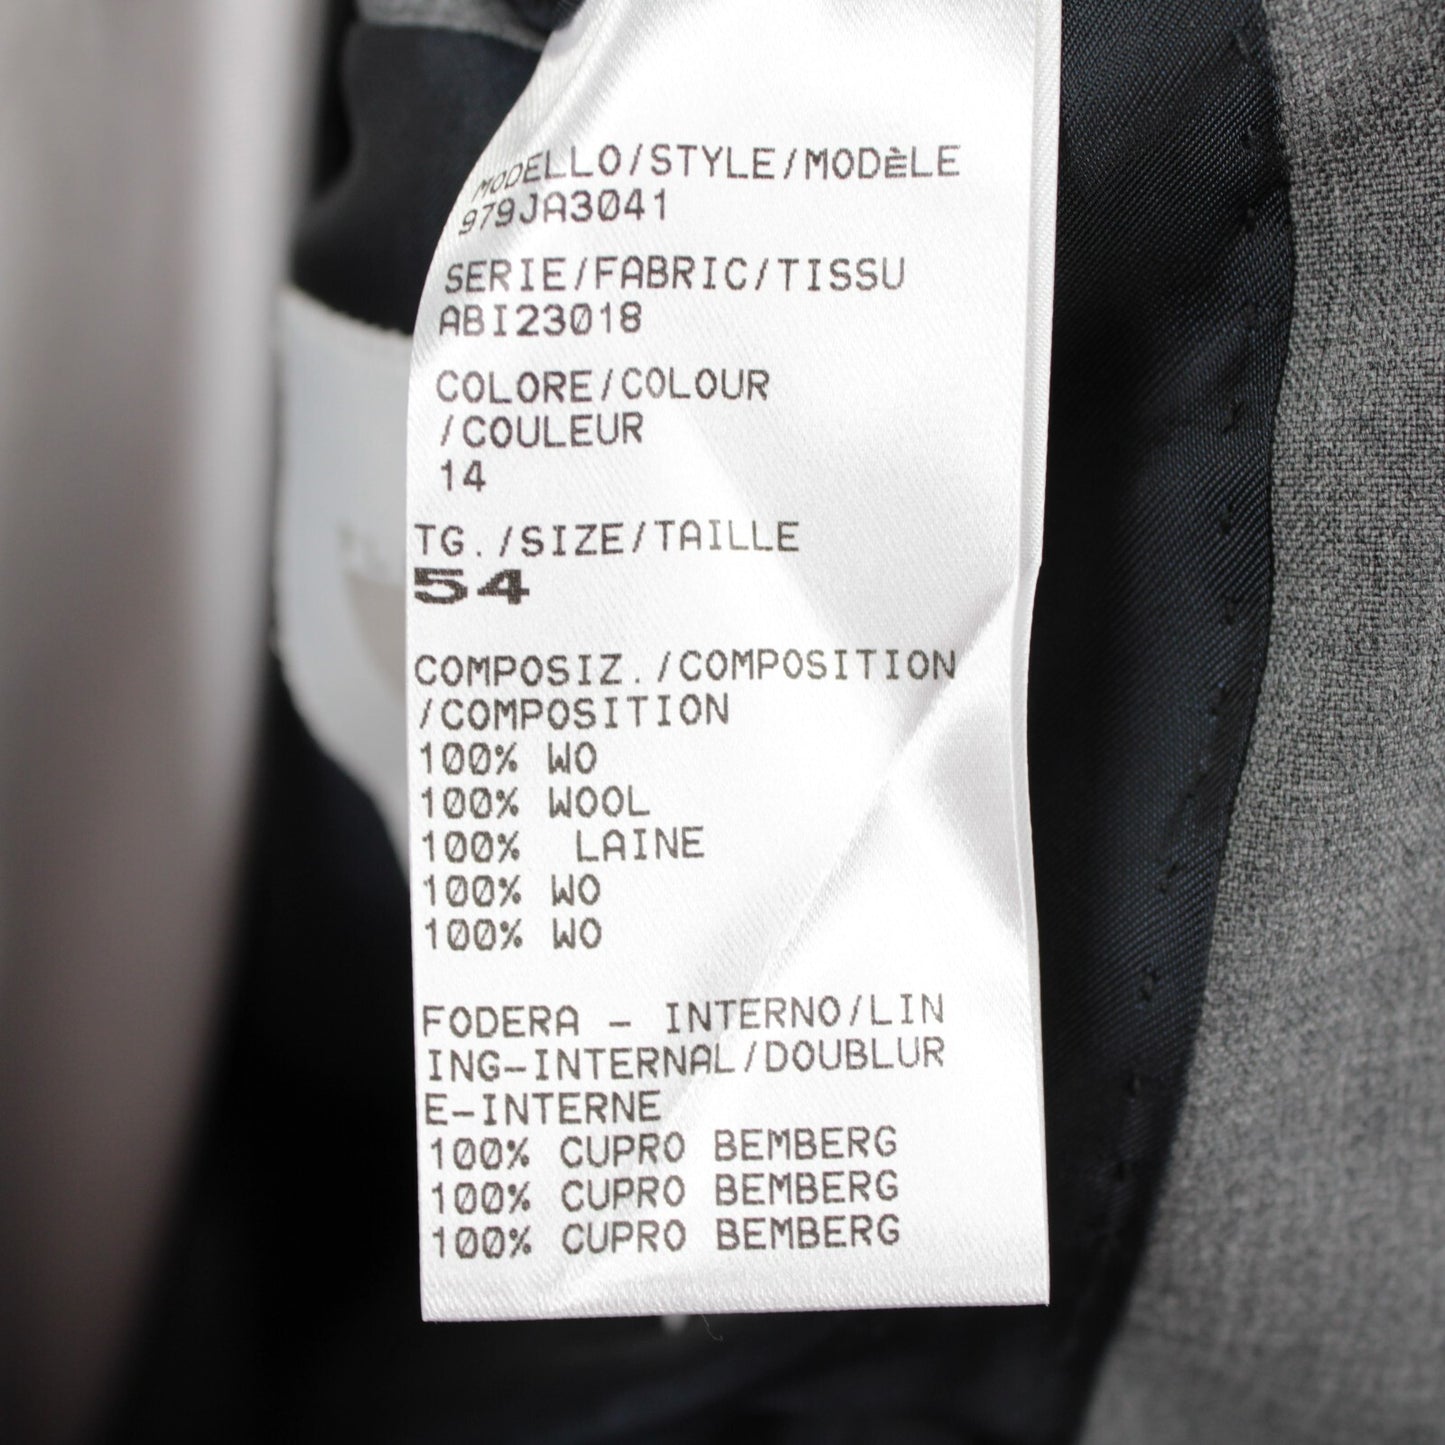 MODELLO/STYLE/MODèLE
979JA3041
SERIE/FABRIC/TISSU
ABI23018
COLORE/COLOUR
/COULEUR
14
TG./SIZE/TAILLE
54
COMPOSIZ./COMPOSITION
/COMPOSITION
100% WO
100% WOOL
100%  LAINE
100% WO
100% WO
FODERA - INTERNO/LIN
ING-INTERNAL/DOUBLUR
E-INTERNE
100% CUPRO BEMBERG
100% CUPRO BEMBERG
100% CUPRO BEMBERG